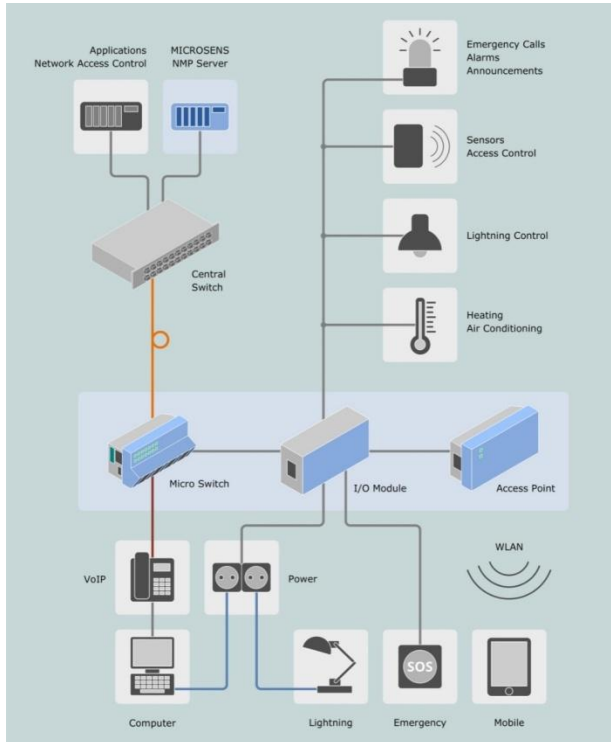 Applications
Network Access Control
MICROSENS
NMP Server
Emergency Calls
Alarms
Announcements
Sensors
Access Control
Lightning Control
Central
Switch
Heating
Air Conditioning
Micro Switch
I/O Module
Access Point
VoIP
Power
WLAN
SOS
Computer
Lightning
Emergency
Mobile